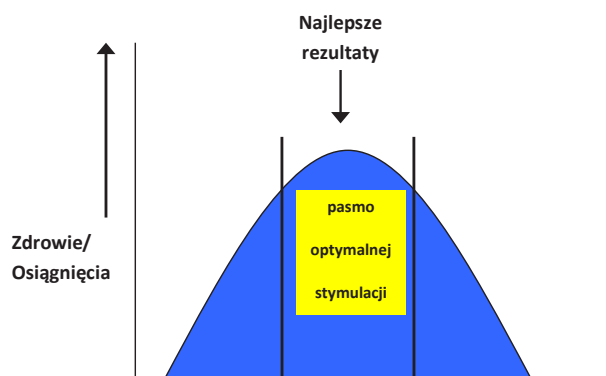 Najlepsze
rezultaty
pasmo
optymalnej
stymulacji
Zdrowie/
Osiągnięcia